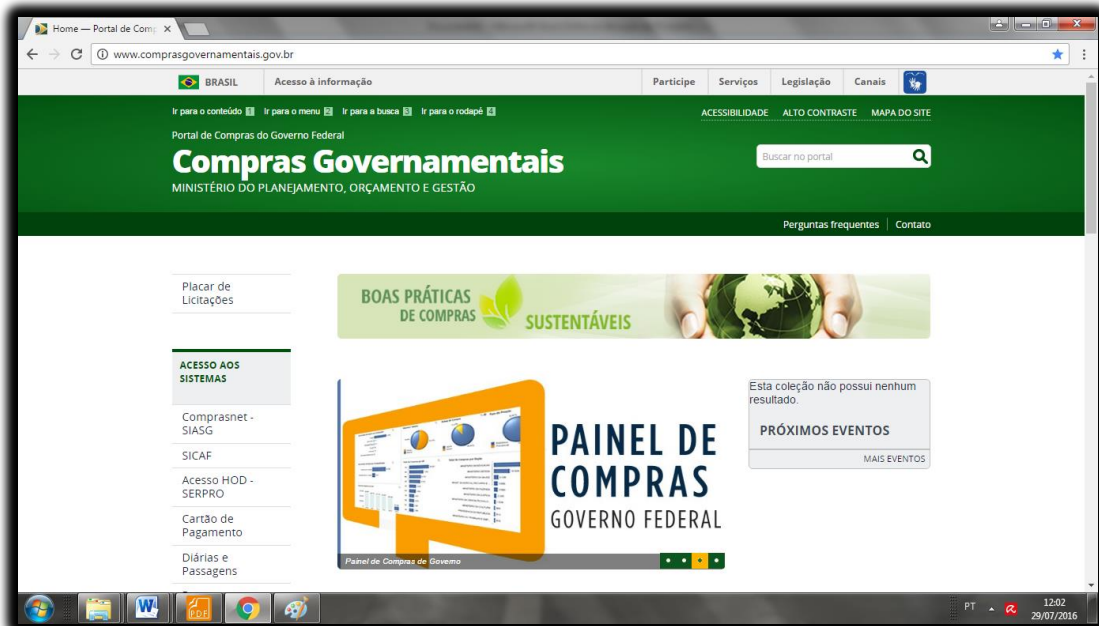 Home — Portal de Comp
www.comprasgovernamentais.gov.br
BRASIL Acesso à informação Participe Serviços Legislação Canais
Ir para o conteúdo 1 Ir para o menu 2 Ir para a busca 3 Ir para o rodapé 4 ACESSIBILIDADE ALTO CONTRASTE MAPA DO SITE
Portal de Compras do Governo Federal
Compras Governamentais
Buscar no portal
MINISTÉRIO DO PLANEJAMENTO, ORÇAMENTO E GESTÃO
Perguntas frequentes Contato
Placar de
Licitações
BOAS PRÁTICAS
DE COMPRAS
SUSTENTÁVEIS
ACESSO AOS
SISTEMAS
Comprasnet -
SIASG
SICAF
Acesso HOD -
SERPRO
Cartão de
Pagamento
Diárias e
Passagens
PAINEL DE
COMPRAS
GOVERNO FEDERAL
Painel de Compras de Governo
Esta coleção não possui nenhum
resultado.
PRÓXIMOS EVENTOS
MAIS EVENTOS
PDF
PT
12:02
29/07/2016